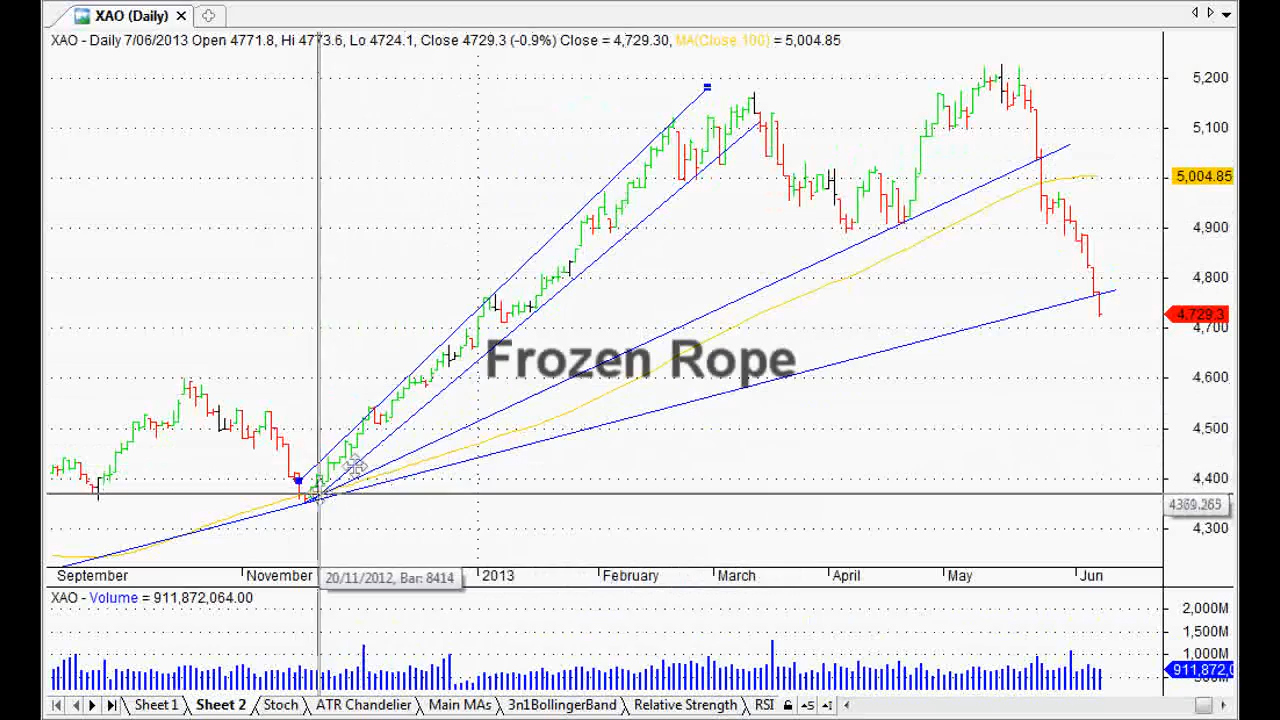 XAO (Daily)
XAO - Daily 7/06/2013 Open 4771.8, Hi 4773.6, Lo 4724.1, Close 4729.3 (-0.9%) Close = 4,729.30, MA(Close 100) = 5,004.85
5,200
5,100
5,004.85
4,900
4,800
4,729.3
4,700
Frozen Rope
4,600
4,500
4,400
4369.265
4,300
September November 2013 February March April May Jun
20/11/2012, Bar: 8414
XAO - Volume = 911,872,064.00
2,000M
1,500M
1,000M
911,872,0
Sheet 1 Sheet 2 Stoch ATR Chandelier Main MAs 3n1BollingerBand Relative Strength RSI